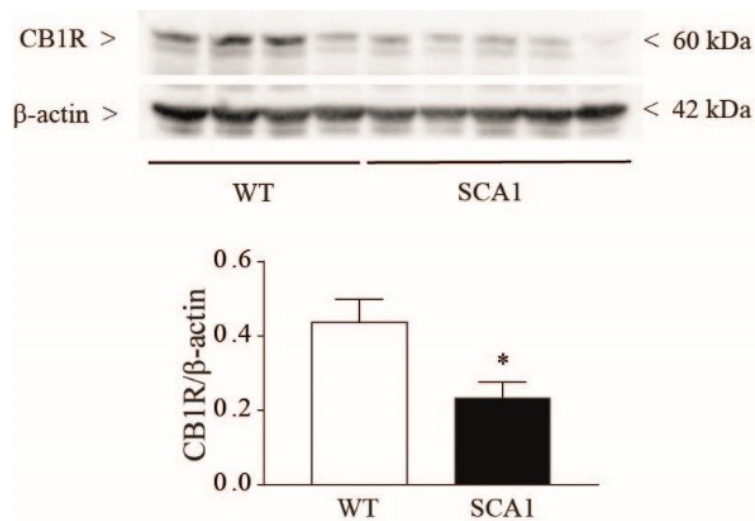 CB1R > < 60 kDa
β-actin > < 42 kDa
WT SCA1
0.6
0.4
0.2
0.0
CB1R/β-actin
*
WT SCA1